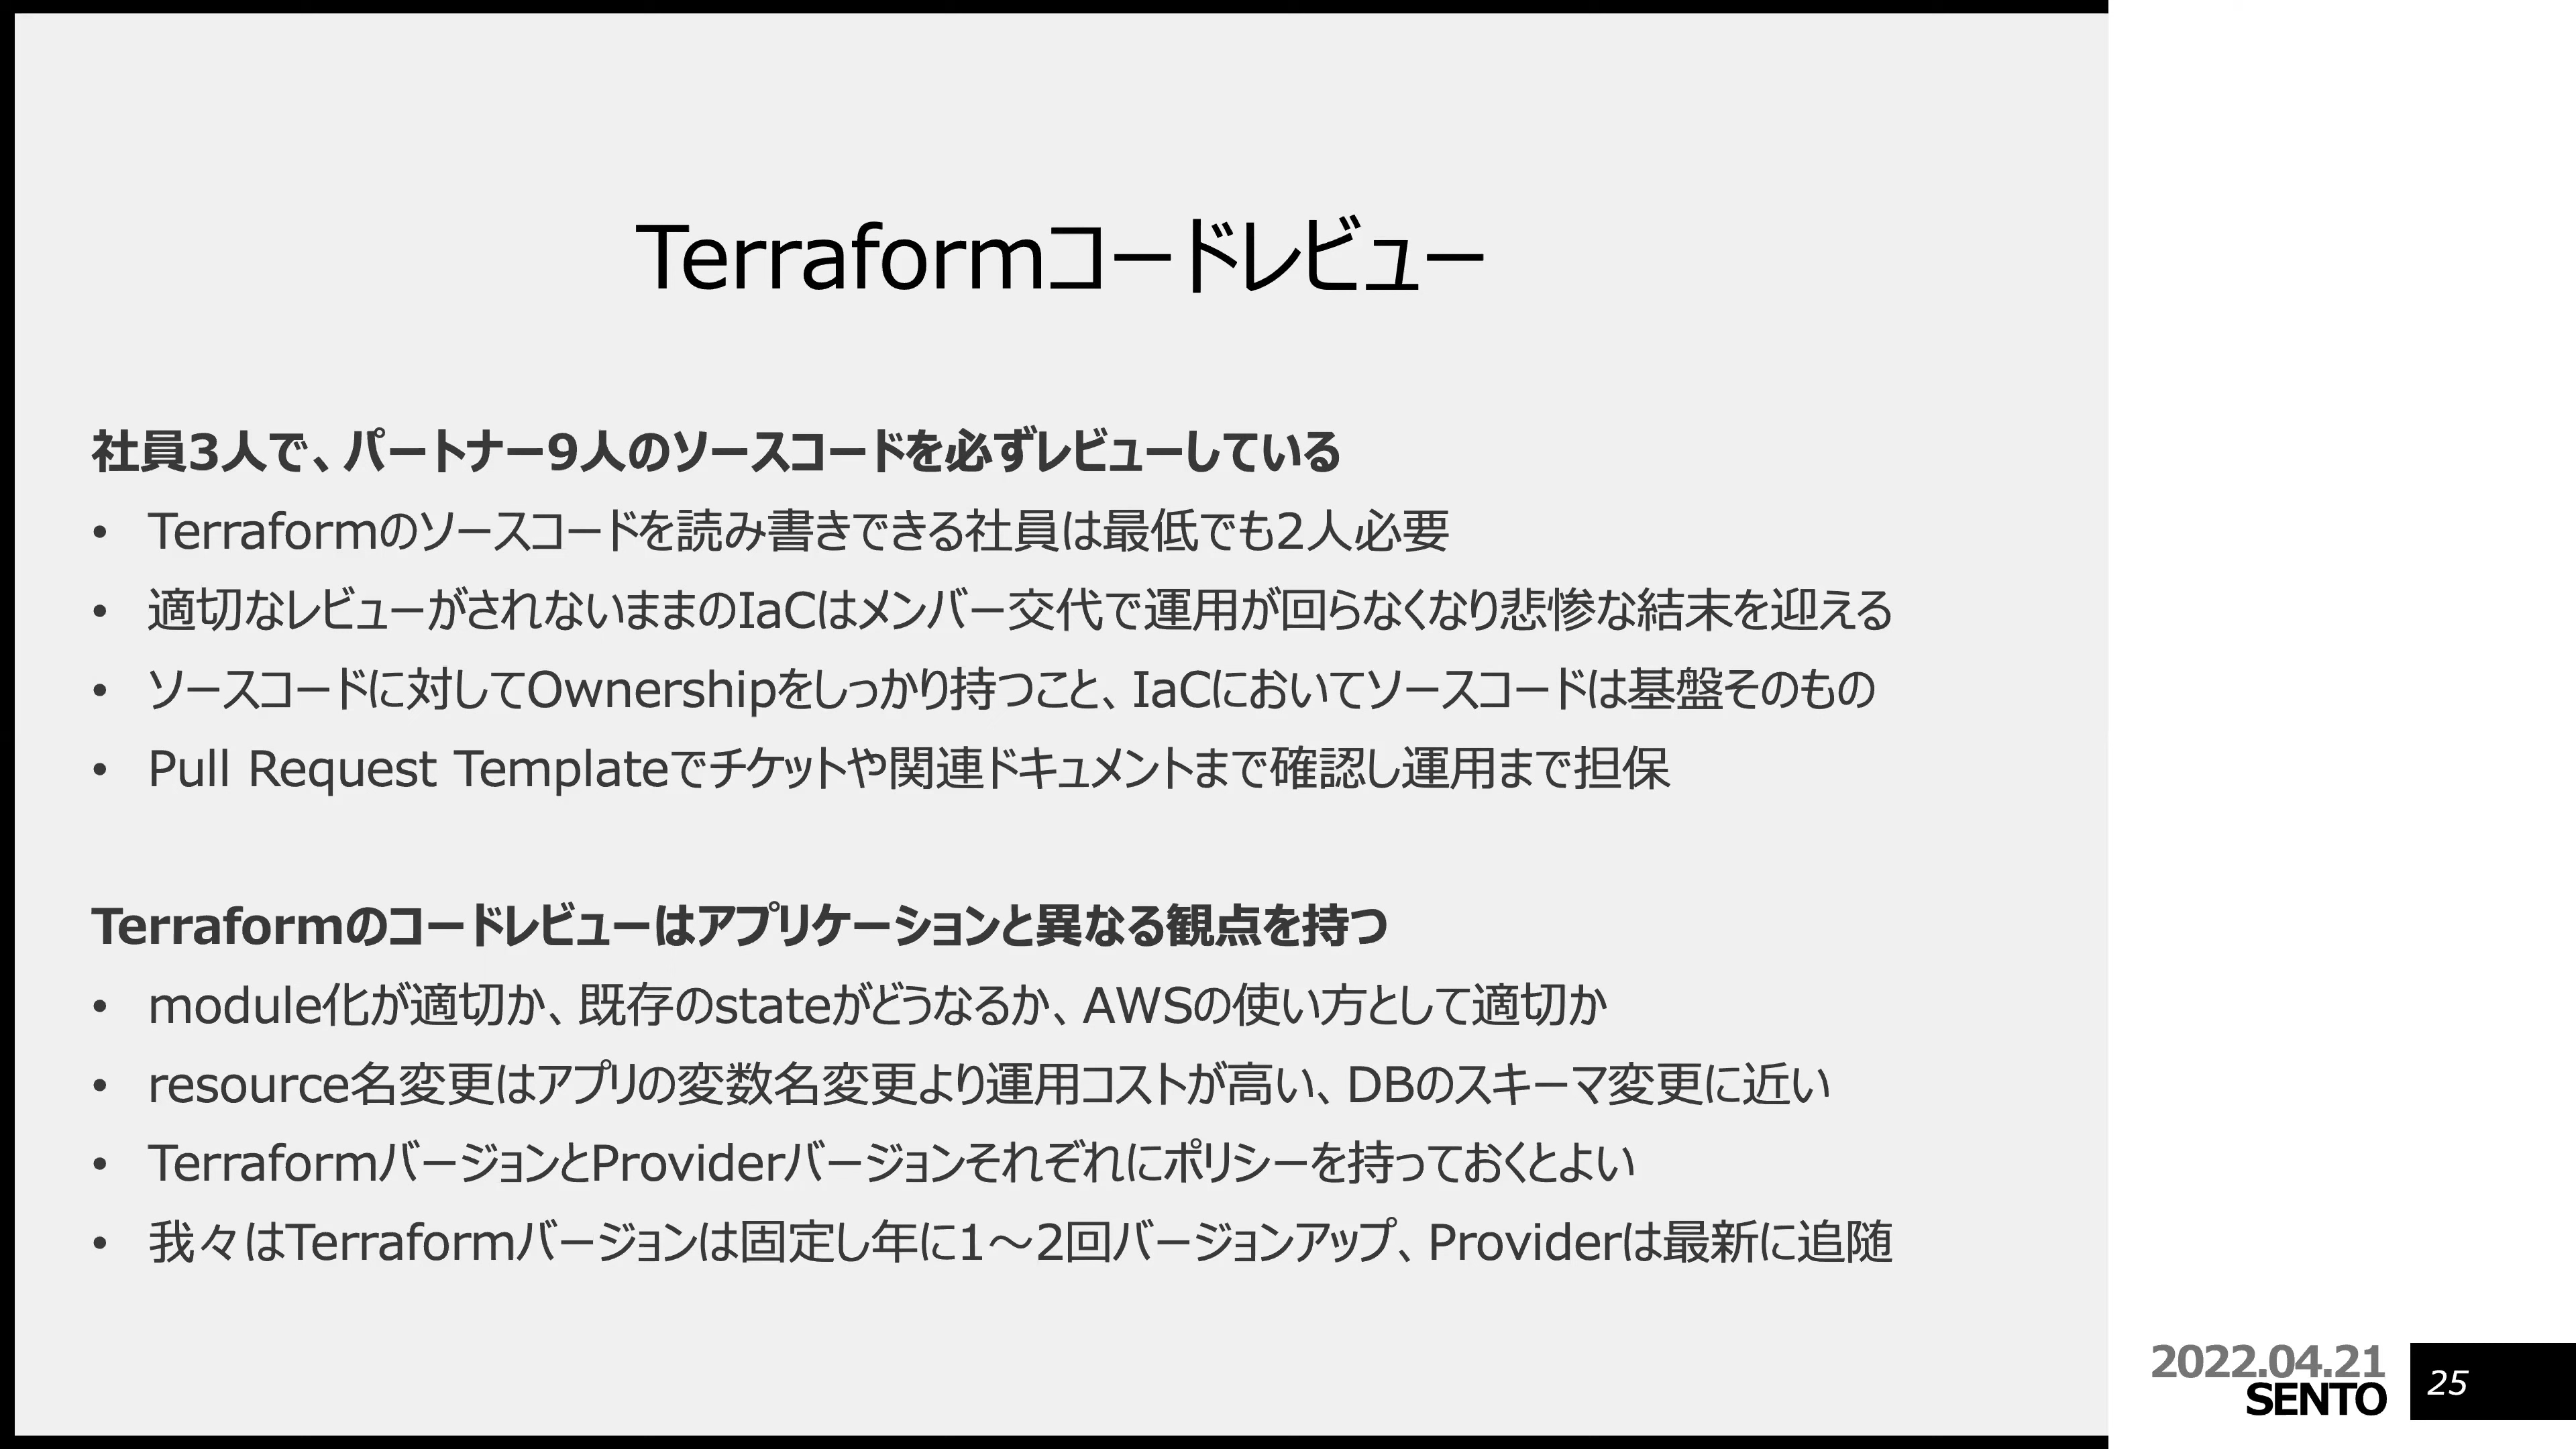 Terraformコードレビュー
社員3人で、パートナー9人のソースコードを必ずレビューしている
• Terraformのソースコードを読み書きできる社員は最低でも2人必要
• 適切なレビューがされないままのIaCはメンバー交代で運用が回らなくなり悲惨な結末を迎える
• ソースコードに対してOwnershipをしっかり持つこと、IaCにおいてソースコードは基盤そのもの
• Pull Request Templateでチケットや関連ドキュメントまで確認し運用まで担保
Terraformのコードレビューはアプリケーションと異なる観点を持つ
• module化が適切か、既存のstateがどうなるか、AWSの使い方として適切か
• resource名変更はアプリの変数名変更より運用コストが高い、DBのスキーマ変更に近い
• TerraformバージョンとProviderバージョンそれぞれにポリシーを持っておくとよい
• 我々はTerraformバージョンは固定し年に1～2回バージョンアップ、Providerは最新に追随
2022.04.21
SENTO
25